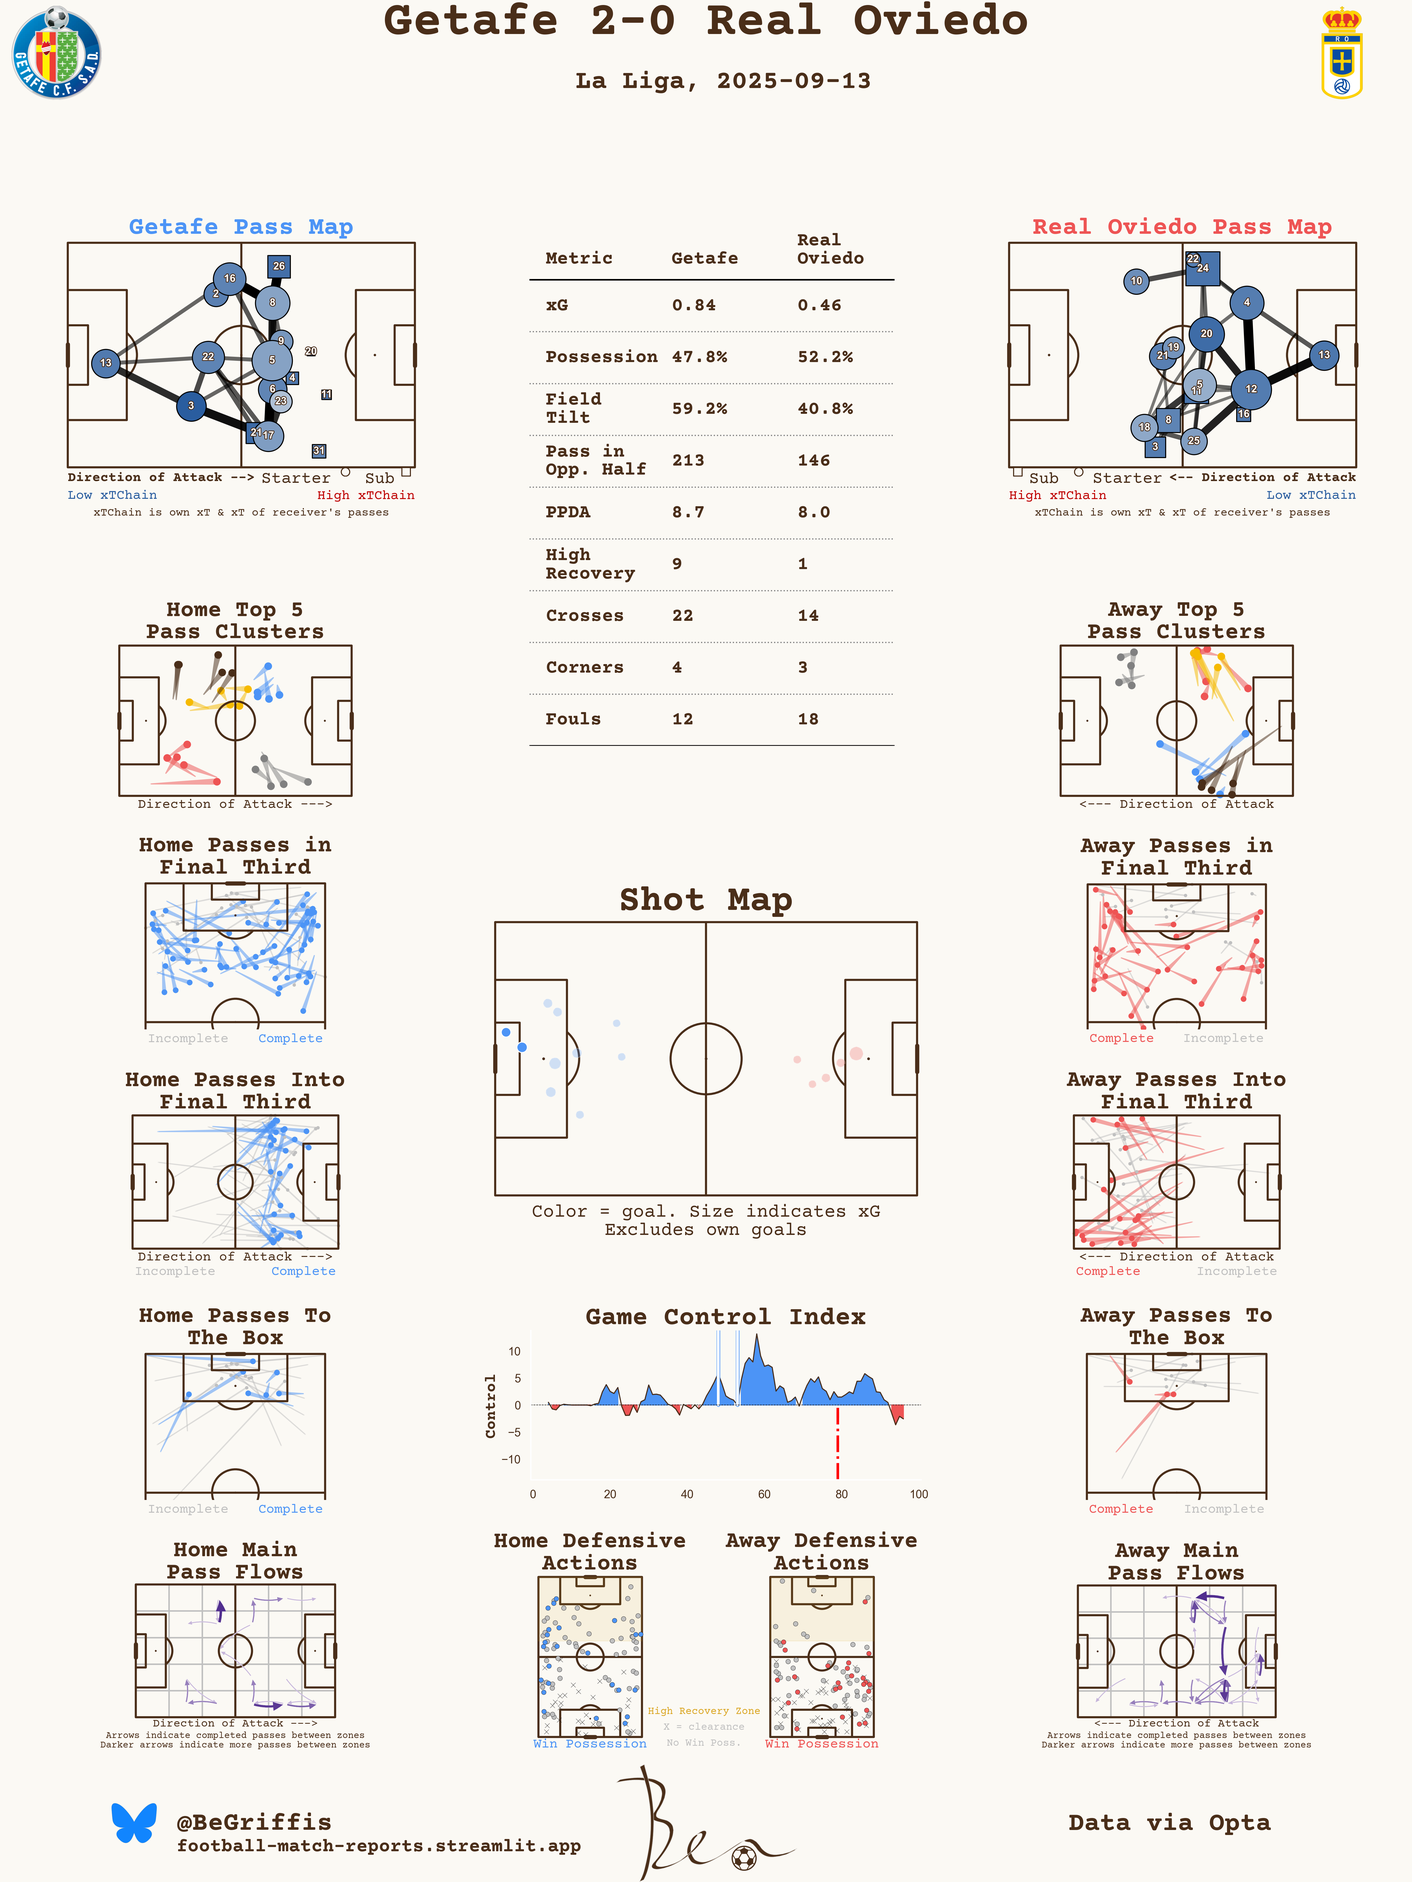 Getafe 2-0 Real Oviedo
La Liga, 2025-09-13
GETAFE C.F. S.A.D.
R O
Getafe Pass Map
26
16
2
8
9
20
13
22
5
4
6
11
3
23
21
17
31
Direction of Attack --> Starter Sub
Low xTChain High xTChain
xTChain is own xT & xT of receiver's passes
Metric Getafe Real Oviedo
xG 0.84 0.46
Possession 47.8% 52.2%
Field Tilt 59.2% 40.8%
Pass in Opp. Half 213 146
PPDA 8.7 8.0
High Recovery 9 1
Crosses 22 14
Corners 4 3
Fouls 12 18
Real Oviedo Pass Map
22
24
10
4
20
19
21
13
5
11
12
16
8
18
3
25
Sub Starter <-- Direction of Attack
High xTChain Low xTChain
xTChain is own xT & xT of receiver's passes
Home Top 5
Pass Clusters
Direction of Attack --->
Away Top 5
Pass Clusters
<--- Direction of Attack
Home Passes in
Final Third
Incomplete Complete
Away Passes in
Final Third
Complete Incomplete
Shot Map
Color = goal. Size indicates xG
Excludes own goals
Home Passes Into
Final Third
Direction of Attack --->
Incomplete Complete
Away Passes Into
Final Third
<--- Direction of Attack
Complete Incomplete
Home Passes To
The Box
Incomplete Complete
Game Control Index
Control
10
5
0
−5
−10
0 20 40 60 80 100
Away Passes To
The Box
Complete Incomplete
Home Main
Pass Flows
Direction of Attack --->
Arrows indicate completed passes between zones
Darker arrows indicate more passes between zones
Home Defensive
Actions
Win Possession
High Recovery Zone
X = clearance
No Win Poss.
Away Defensive
Actions
Win Possession
Away Main
Pass Flows
<--- Direction of Attack
Arrows indicate completed passes between zones
Darker arrows indicate more passes between zones
@BeGriffis
football-match-reports.streamlit.app
Ben
Data via Opta